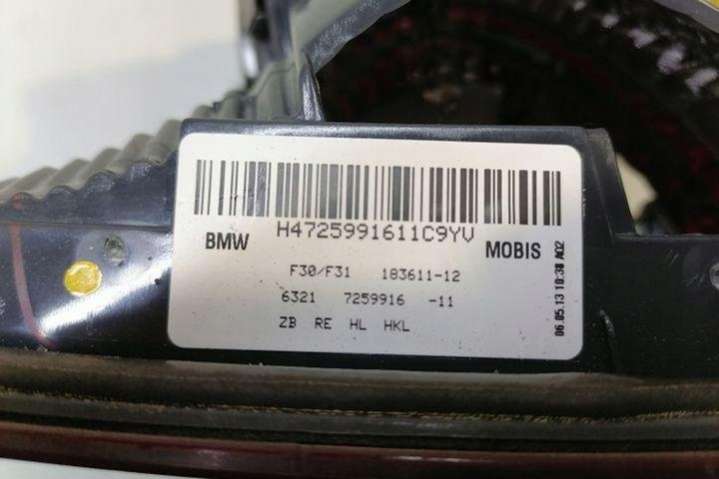 H4725991611C9YV
BMW MOBIS
F30/F31 183611-12
6321 7259916 -11
ZB RE HL HKL
06.05.13 10:38 A02